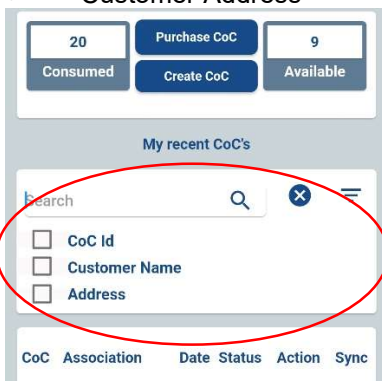 Customer Address
20 Purchase CoC 9
Consumed Create CoC Available
My recent CoC's
Search
CoC Id
Customer Name
Address
CoC Association Date Status Action Sync